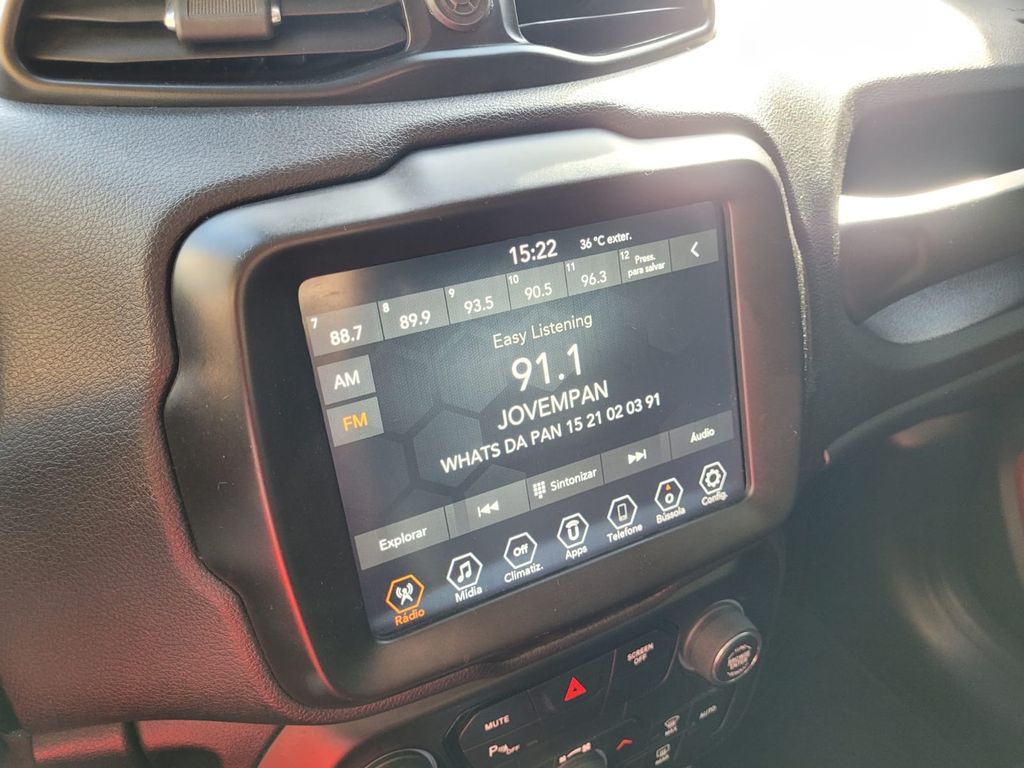 15:22 36 °C exter.
7 88.7 8 89.9 9 93.5 10 90.5 11 96.3 12 Press. para salvar
Easy Listening
AM
91.1
FM
JOVEMPAN
WHATS DA PAN 15 21 02 03 91
Explorar Sintonizar Áudio
Rádio Mídia Off Climatiz. Apps Telefone O Bússola Config.
MUTE SCREEN OFF
P OFF MAX AUTO